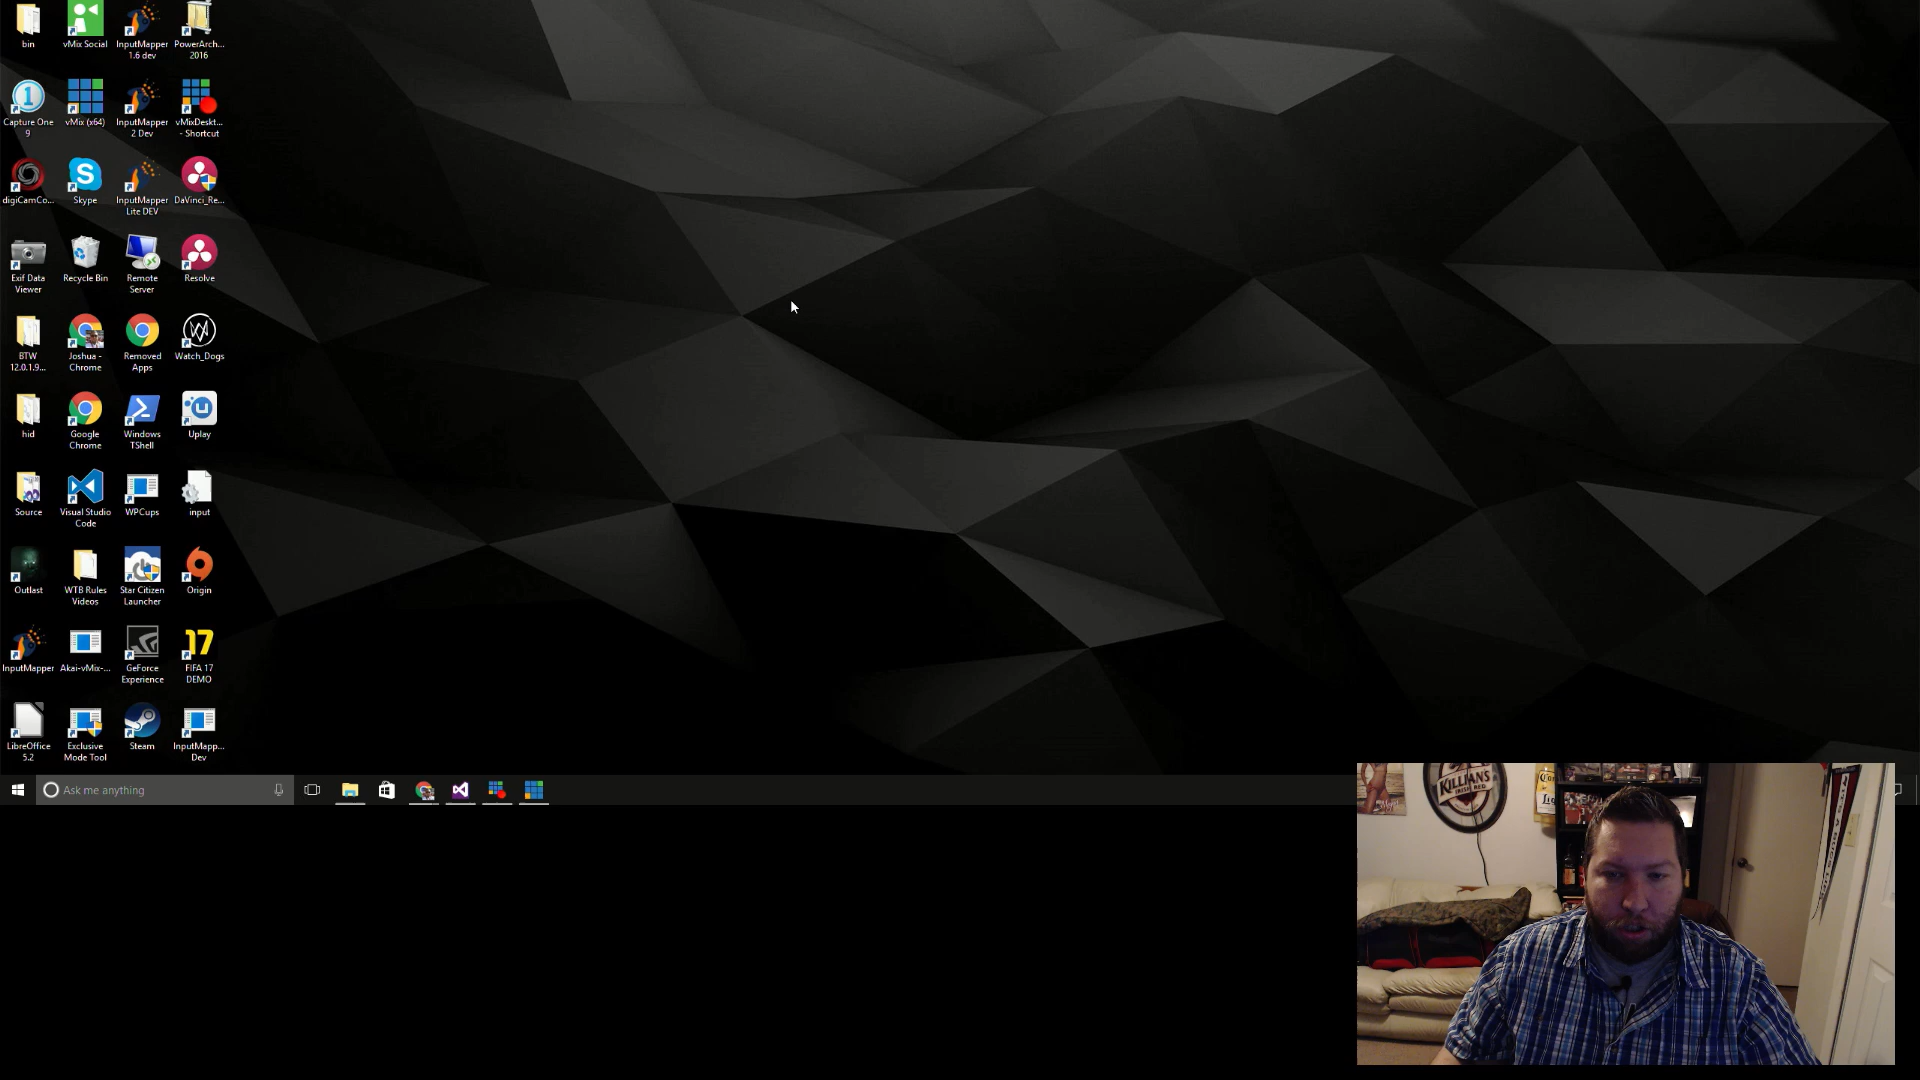 bin
vMix Social
InputMapper
1.6 dev
PowerArch...
2016
Capture One
9
vMix (x64)
InputMapper
2 Dev
vMixDeskt...
- Shortcut
digiCamCo...
Skype
InputMapper
Lite DEV
DaVinci_Re...
Exif Data
Viewer
Recycle Bin
Remote
Server
Resolve
BTW
12.0.1.9...
Joshua -
Chrome
Removed
Apps
Watch_Dogs
hid
Google
Chrome
Windows
TShell
Uplay
Source
Visual Studio
Code
WPCups
input
Outlast
WTB Rules
Videos
Star Citizen
Launcher
Origin
InputMapper
Akai-vMix-...
GeForce
Experience
17
FIFA 17
DEMO
LibreOffice
5.2
Exclusive
Mode Tool
Steam
InputMapp...
Dev
Ask me anything
KILLIAN'S
IRISH RED